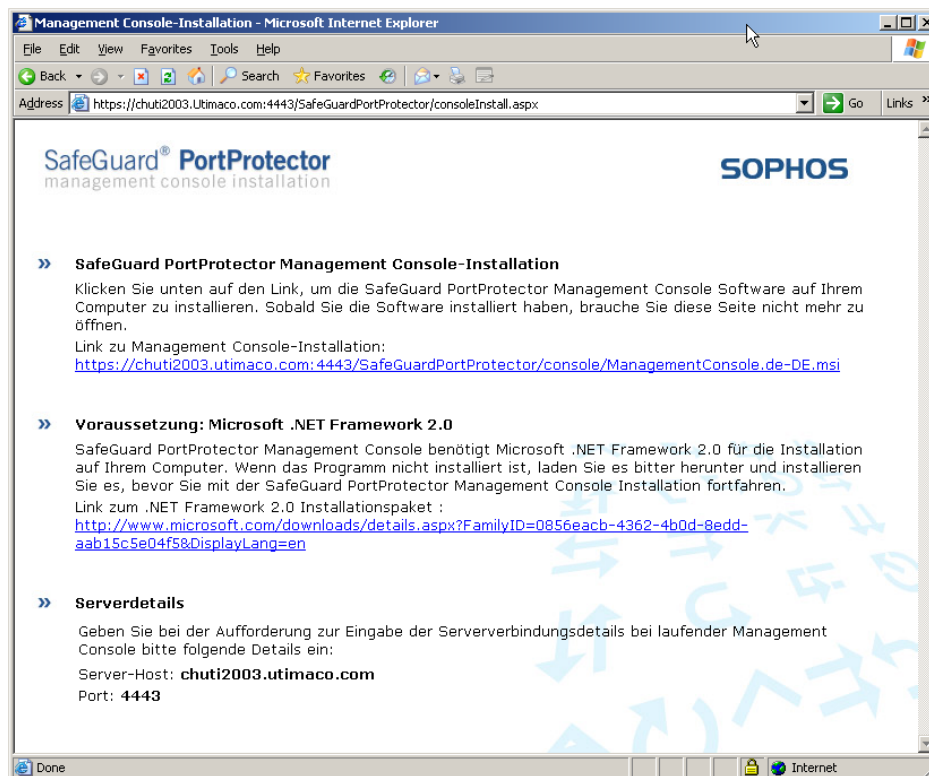 Management Console-Installation - Microsoft Internet Explorer
File Edit View Favorites Tools Help
Back Search Favorites
Address https://chuti2003.Utimaco.com:4443/SafeGuardPortProtector/consoleInstall.aspx Go Links »
SafeGuard® PortProtector
management console installation
SOPHOS
» SafeGuard PortProtector Management Console-Installation
Klicken Sie unten auf den Link, um die SafeGuard PortProtector Management Console Software auf Ihrem
Computer zu installieren. Sobald Sie die Software installiert haben, brauche Sie diese Seite nicht mehr zu
öffnen.
Link zu Management Console-Installation:
https://chuti2003.utimaco.com:4443/SafeGuardPortProtector/console/ManagementConsole.de-DE.msi
» Voraussetzung: Microsoft .NET Framework 2.0
SafeGuard PortProtector Management Console benötigt Microsoft .NET Framework 2.0 für die Installation
auf Ihrem Computer. Wenn das Programm nicht installiert ist, laden Sie es bitter herunter und installieren
Sie es, bevor Sie mit der SafeGuard PortProtector Management Console Installation fortfahren.
Link zum .NET Framework 2.0 Installationspaket :
http://www.microsoft.com/downloads/details.aspx?FamilyID=0856eacb-4362-4b0d-8edd-
aab15c5e04f5&DisplayLang=en
» Serverdetails
Geben Sie bei der Aufforderung zur Eingabe der Serververbindungsdetails bei laufender Management
Console bitte folgende Details ein:
Server-Host: chuti2003.utimaco.com
Port: 4443
Done Internet